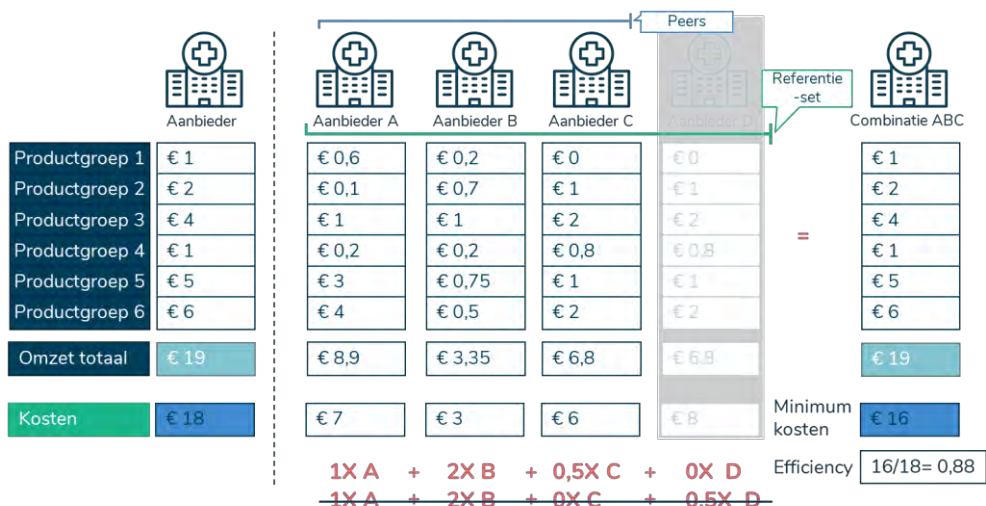 Peers
Referentie
-set
Aanbieder
Aanbieder A
Aanbieder B
Aanbieder C
Aanbieder D
Combinatie ABC
Productgroep 1 € 1 € 0,6 € 0,2 € 0 € 0 € 1
Productgroep 2 € 2 € 0,1 € 0,7 € 1 € 1 € 2
Productgroep 3 € 4 € 1 € 1 € 2 € 2 € 4
=
Productgroep 4 € 1 € 0,2 € 0,2 € 0,8 € 0,8 € 1
Productgroep 5 € 5 € 3 € 0,75 € 1 € 1 € 5
Productgroep 6 € 6 € 4 € 0,5 € 2 € 2 € 6
Omzet totaal € 19 € 8,9 € 3,35 € 6,8 € 6,8 € 19
Kosten € 18 € 7 € 3 € 6 € 8 Minimum kosten € 16
1X A + 2X B + 0,5X C + 0X D
Efficiency 16/18= 0,88
1X A + 2X B + 0X C + 0,5X D